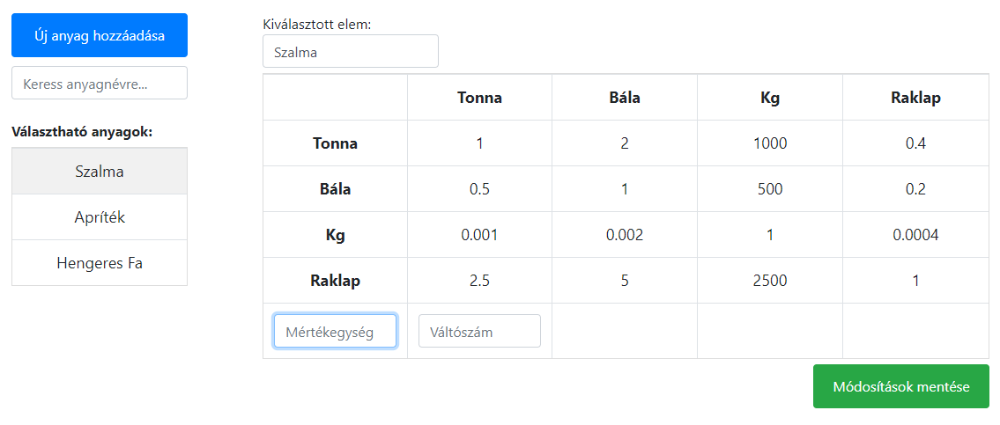 Új anyag hozzáadása
Keress anyagnévre...
Választható anyagok:
Szalma
Apríték
Hengeres Fa
Kiválasztott elem:
Szalma
Tonna Bála Kg Raklap
Tonna 1 2 1000 0.4
Bála 0.5 1 500 0.2
Kg 0.001 0.002 1 0.0004
Raklap 2.5 5 2500 1
Mértékegység Váltószám
Módosítások mentése